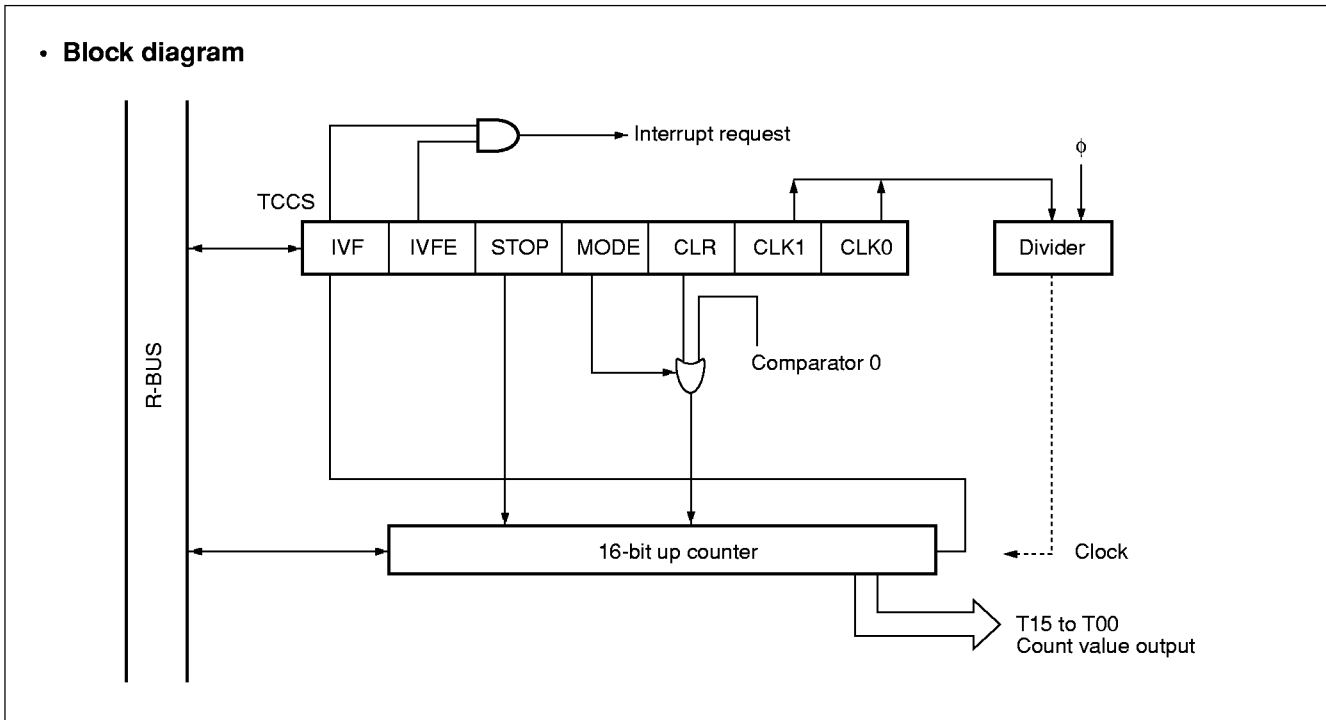 • Block diagram
Interrupt request
ϕ
TCCS
IVF IVFE STOP MODE CLR CLK1 CLK0
Divider
R-BUS
Comparator 0
16-bit up counter
Clock
T15 to T00
Count value output